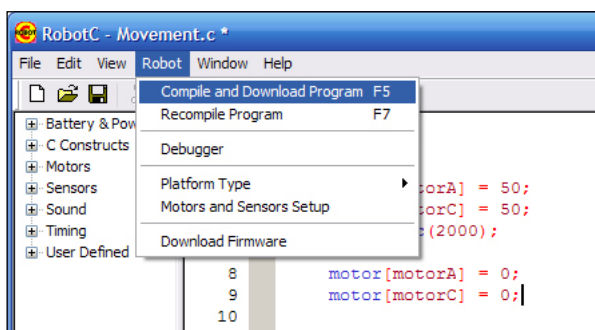 RobotC - Movement.c *
File Edit View Robot Window Help
Compile and Download Program F5
Recompile Program F7
Debugger
Platform Type
Motors and Sensors Setup
Download Firmware
Battery & Pow
C Constructs
Motors
Sensors
Sound
Timing
User Defined
torA] = 50;
torC] = 50;
(2000);
8 motor[motorA] = 0;
9 motor[motorC] = 0;
10